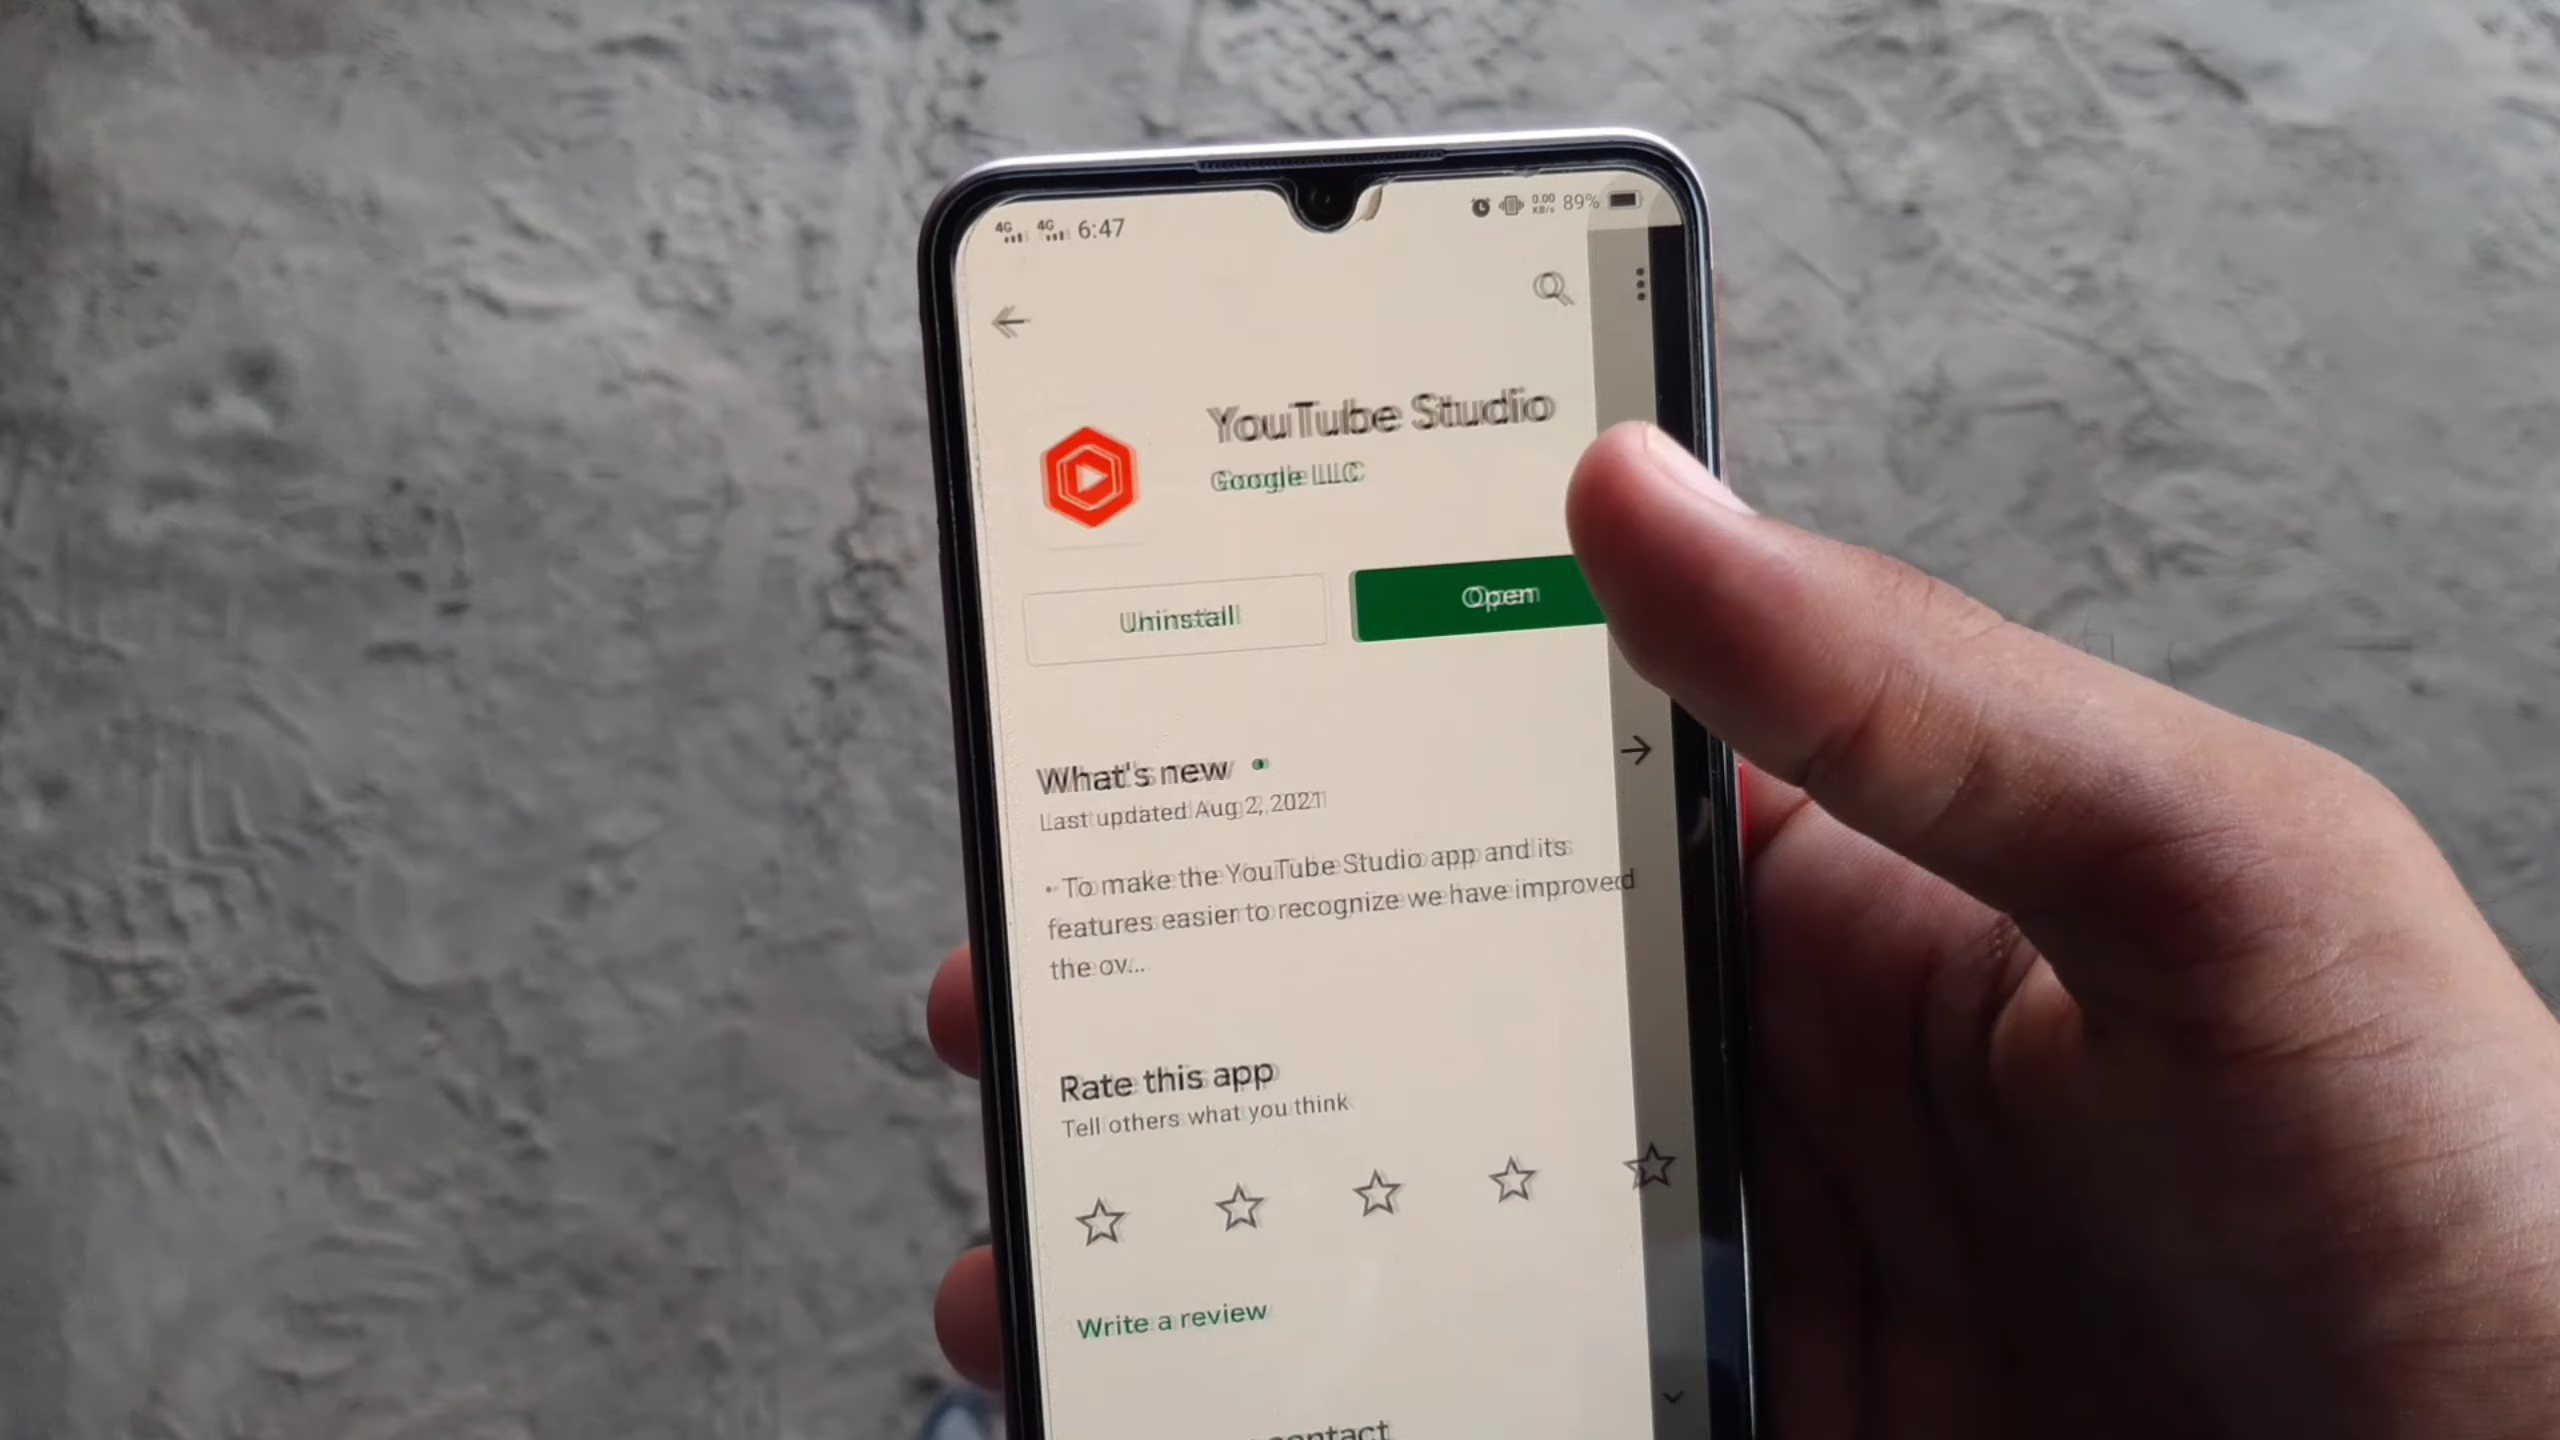 4G 4G 6:47
0.00 KB/s 89%
YouTube Studio
Google LLC
Uninstall
Open
What's new
Last updated Aug 2, 2021
• To make the YouTube Studio app and its
features easier to recognize we have improved
the ov...
Rate this app
Tell others what you think
Write a review
contact